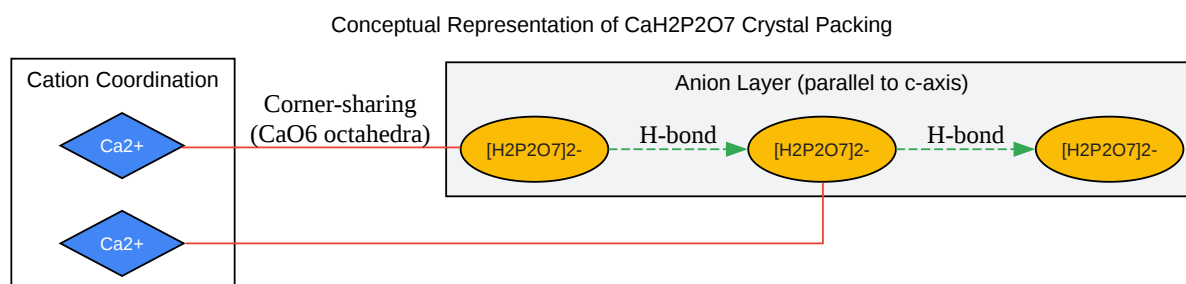 Conceptual Representation of CaH2P2O7 Crystal Packing
Cation Coordination
Anion Layer (parallel to c-axis)
Corner-sharing
(CaO6 octahedra)
Ca2+
[H2P2O7]2-
H-bond
[H2P2O7]2-
H-bond
[H2P2O7]2-
Ca2+